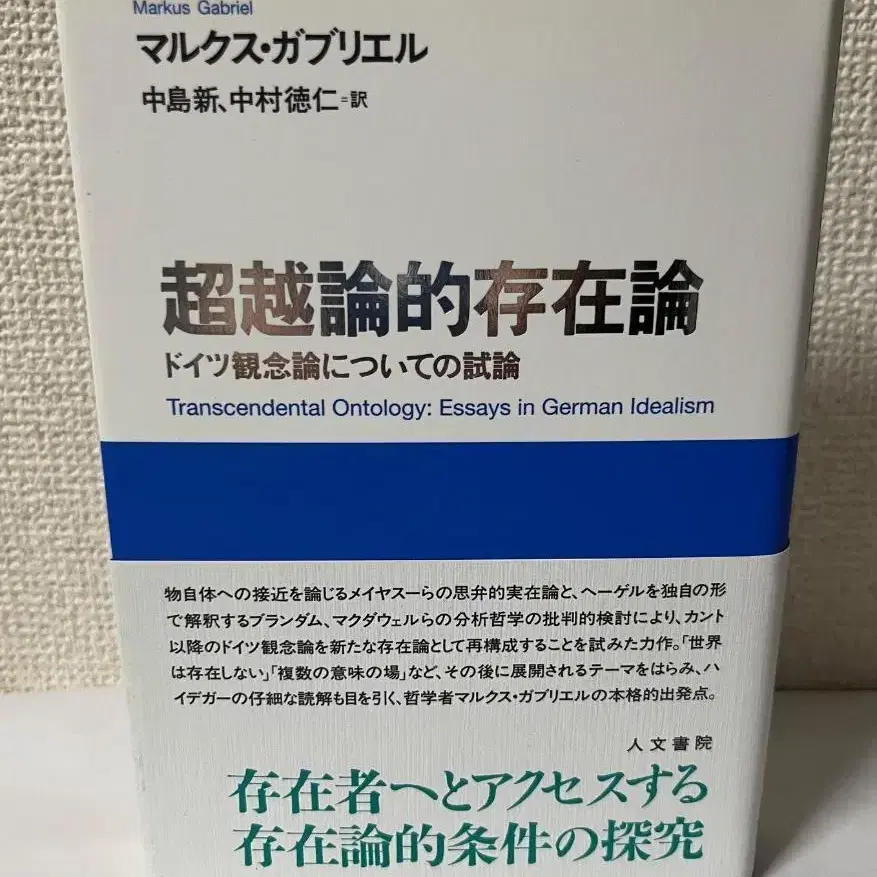 Markus Gabriel
マルクス・ガブリエル
中島新、中村徳仁=訳
超越論的存在論
ドイツ観念論についての試論
Transcendental Ontology: Essays in German Idealism
物自体への接近を論じるメイヤスーらの思弁的実在論と、ヘーゲルを独自の形
で解釈するブランダム、マクダウェルらの分析哲学の批判的検討により、カント
以降のドイツ観念論を新たな存在論として再構成することを試みた力作。「世界
は存在しない」「複数の意味の場」など、その後に展開されるテーマをはらみ、ハ
イデガーの仔細な読解も目を引く、哲学者マルクス・ガブリエルの本格的出発点。
人文書院
存在者へとアクセスする
存在論的条件の探究